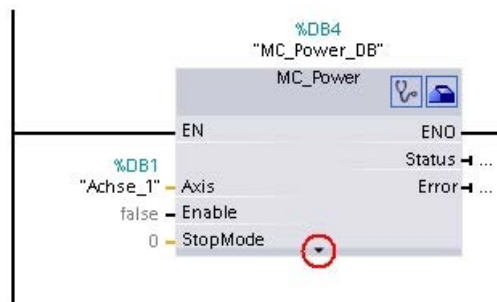 %DB4
"MC_Power_DB"
MC_Power
EN ENO
Status ...
%DB1
"Achse_1" Axis Error ...
false Enable
0 StopMode